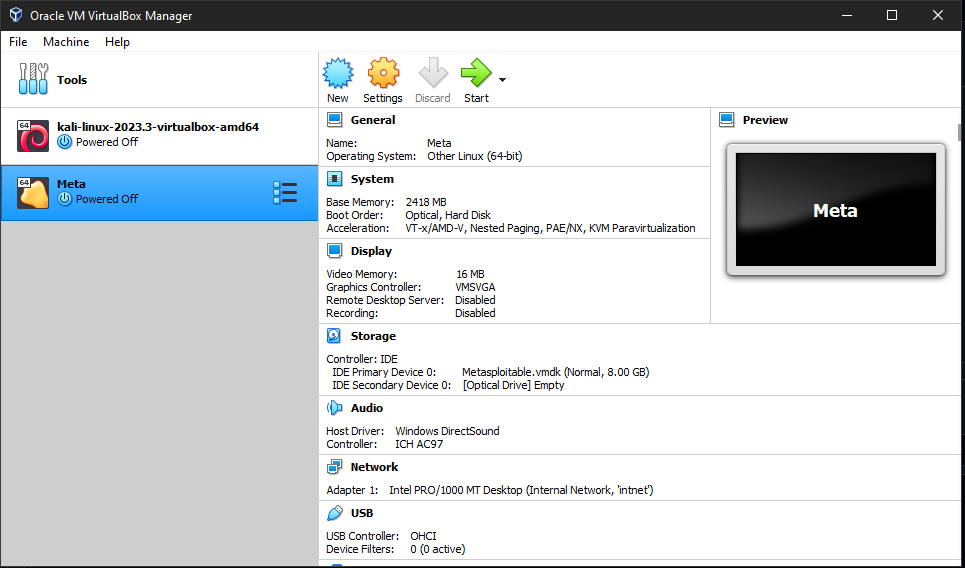 Oracle VM VirtualBox Manager
File Machine Help
Tools
New Settings Discard Start
64
kali-linux-2023.3-virtualbox-amd64
Powered Off
64
Meta
Powered Off
General
Name: Meta
Operating System: Other Linux (64-bit)
System
Base Memory: 2418 MB
Boot Order: Optical, Hard Disk
Acceleration: VT-x/AMD-V, Nested Paging, PAE/NX, KVM Paravirtualization
Display
Video Memory: 16 MB
Graphics Controller: VMSVGA
Remote Desktop Server: Disabled
Recording: Disabled
Preview
Meta
Storage
Controller: IDE
IDE Primary Device 0: Metasploitable.vmdk (Normal, 8.00 GB)
IDE Secondary Device 0: [Optical Drive] Empty
Audio
Host Driver: Windows DirectSound
Controller: ICH AC97
Network
Adapter 1: Intel PRO/1000 MT Desktop (Internal Network, 'intnet')
USB
USB Controller: OHCI
Device Filters: 0 (0 active)